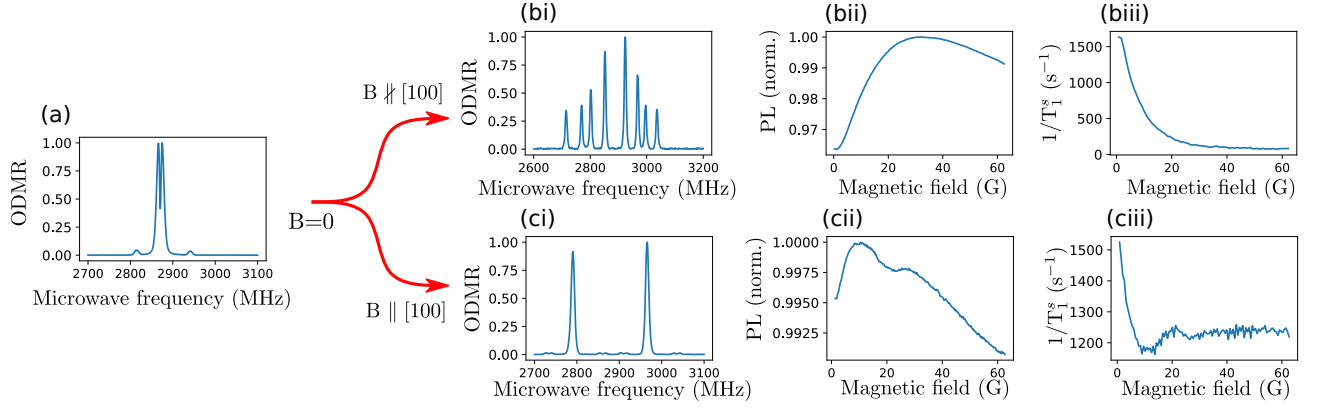 (a)
ODMR
1.00
0.75
0.50
0.25
0.00
2700 2800 2900 3000 3100
Microwave frequency (MHz)
B=0
B ∦ [100]
B ∥ [100]
(bi)
ODMR
1.00
0.75
0.50
0.25
0.00
2600 2800 3000 3200
Microwave frequency (MHz)
(bii)
PL (norm.)
1.00
0.99
0.98
0.97
0 20 40 60
Magnetic field (G)
(biii)
1/T₁ˢ (s⁻¹)
1500
1000
500
0
0 20 40 60
Magnetic field (G)
(ci)
ODMR
1.00
0.75
0.50
0.25
0.00
2700 2800 2900 3000 3100
Microwave frequency (MHz)
(cii)
PL (norm.)
1.0000
0.9975
0.9950
0.9925
0 20 40 60
Magnetic field (G)
(ciii)
1/T₁ˢ (s⁻¹)
1500
1400
1300
1200
0 20 40 60
Magnetic field (G)